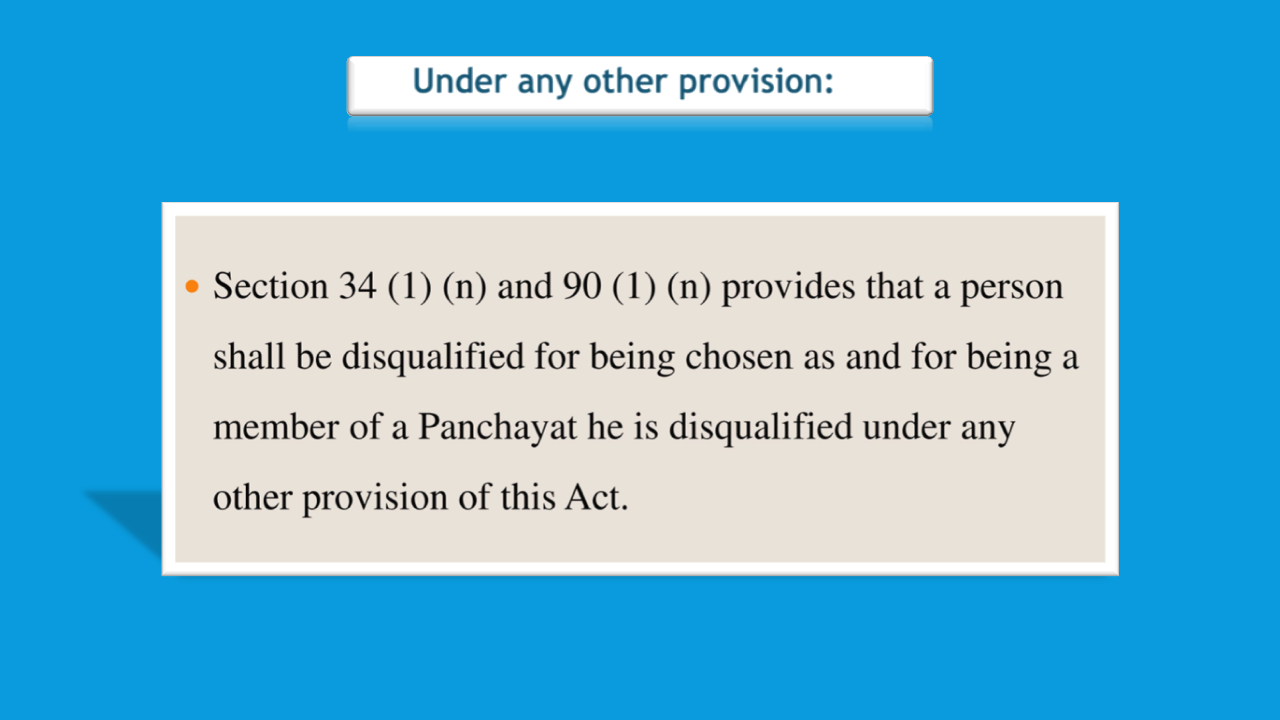 Under any other provision:
Section 34 (1) (n) and 90 (1) (n) provides that a person
shall be disqualified for being chosen as and for being a
member of a Panchayat he is disqualified under any
other provision of this Act.